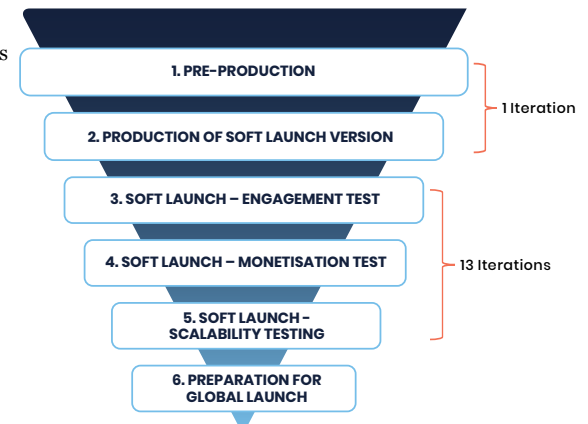 s
1. PRE-PRODUCTION
1 Iteration
2. PRODUCTION OF SOFT LAUNCH VERSION
3. SOFT LAUNCH – ENGAGEMENT TEST
4. SOFT LAUNCH – MONETISATION TEST
13 Iterations
5. SOFT LAUNCH -
SCALABILITY TESTING
6. PREPARATION FOR
GLOBAL LAUNCH